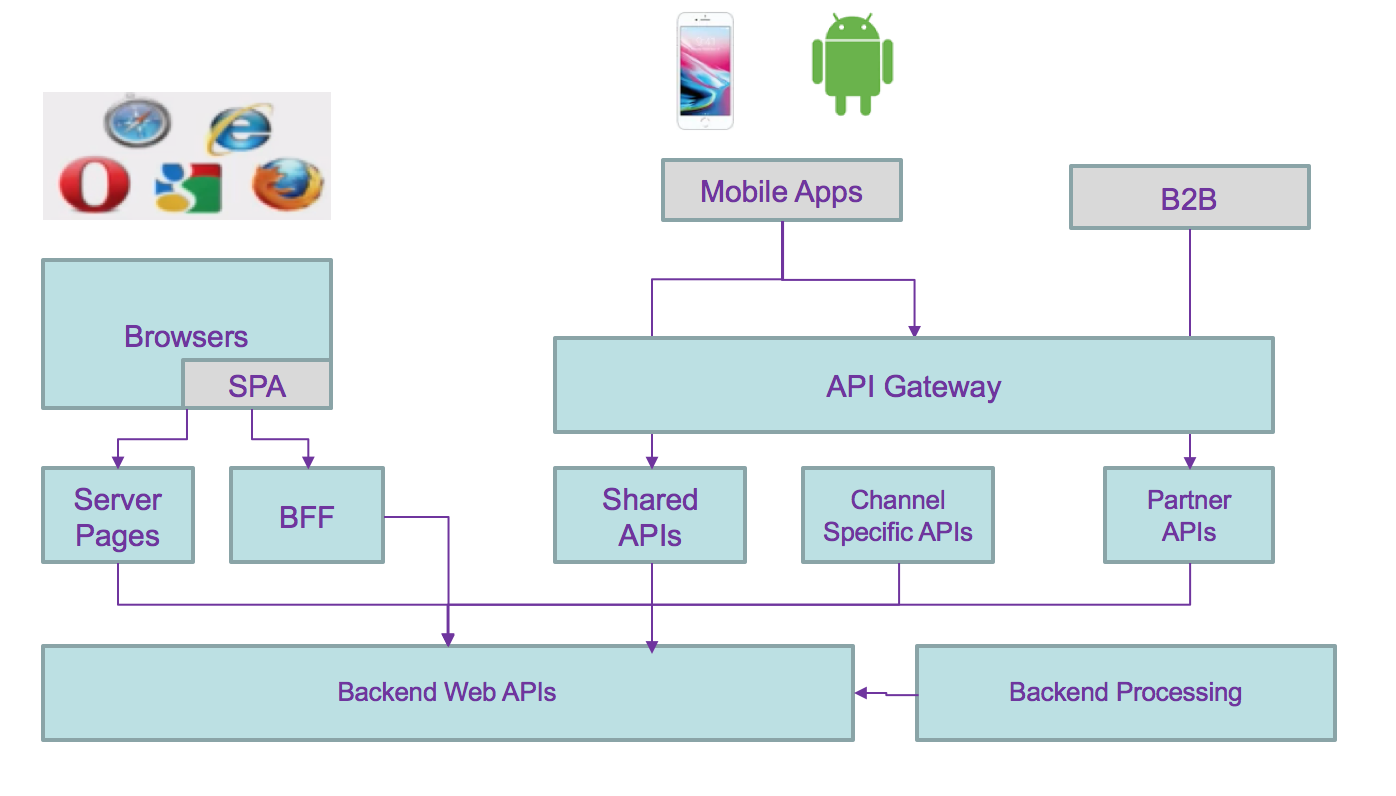 Mobile Apps
B2B
Browsers
SPA
API Gateway
Server
Pages
BFF
Shared
APIs
Channel
Specific APIs
Partner
APIs
Backend Web APIs
Backend Processing